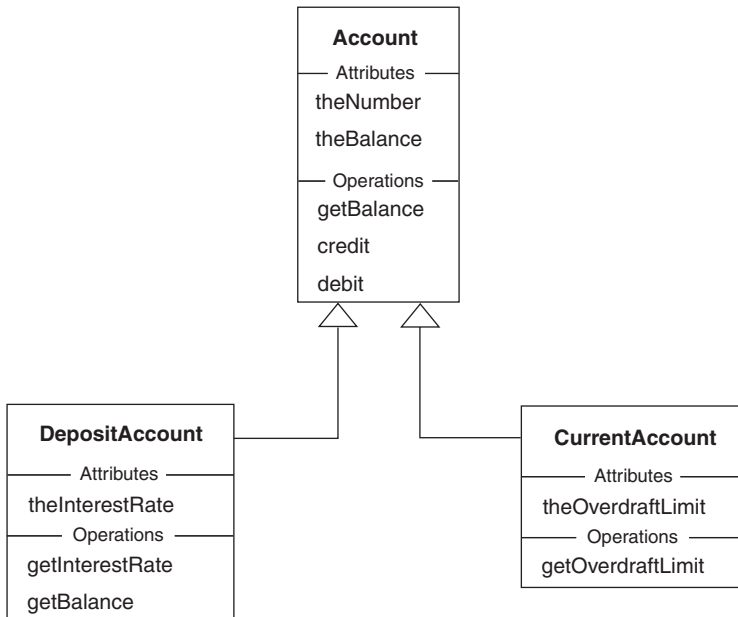 Account
Attributes
theNumber
theBalance
Operations
getBalance
credit
debit
DepositAccount
Attributes
theInterestRate
Operations
getInterestRate
getBalance
CurrentAccount
Attributes
theOverdraftLimit
Operations
getOverdraftLimit